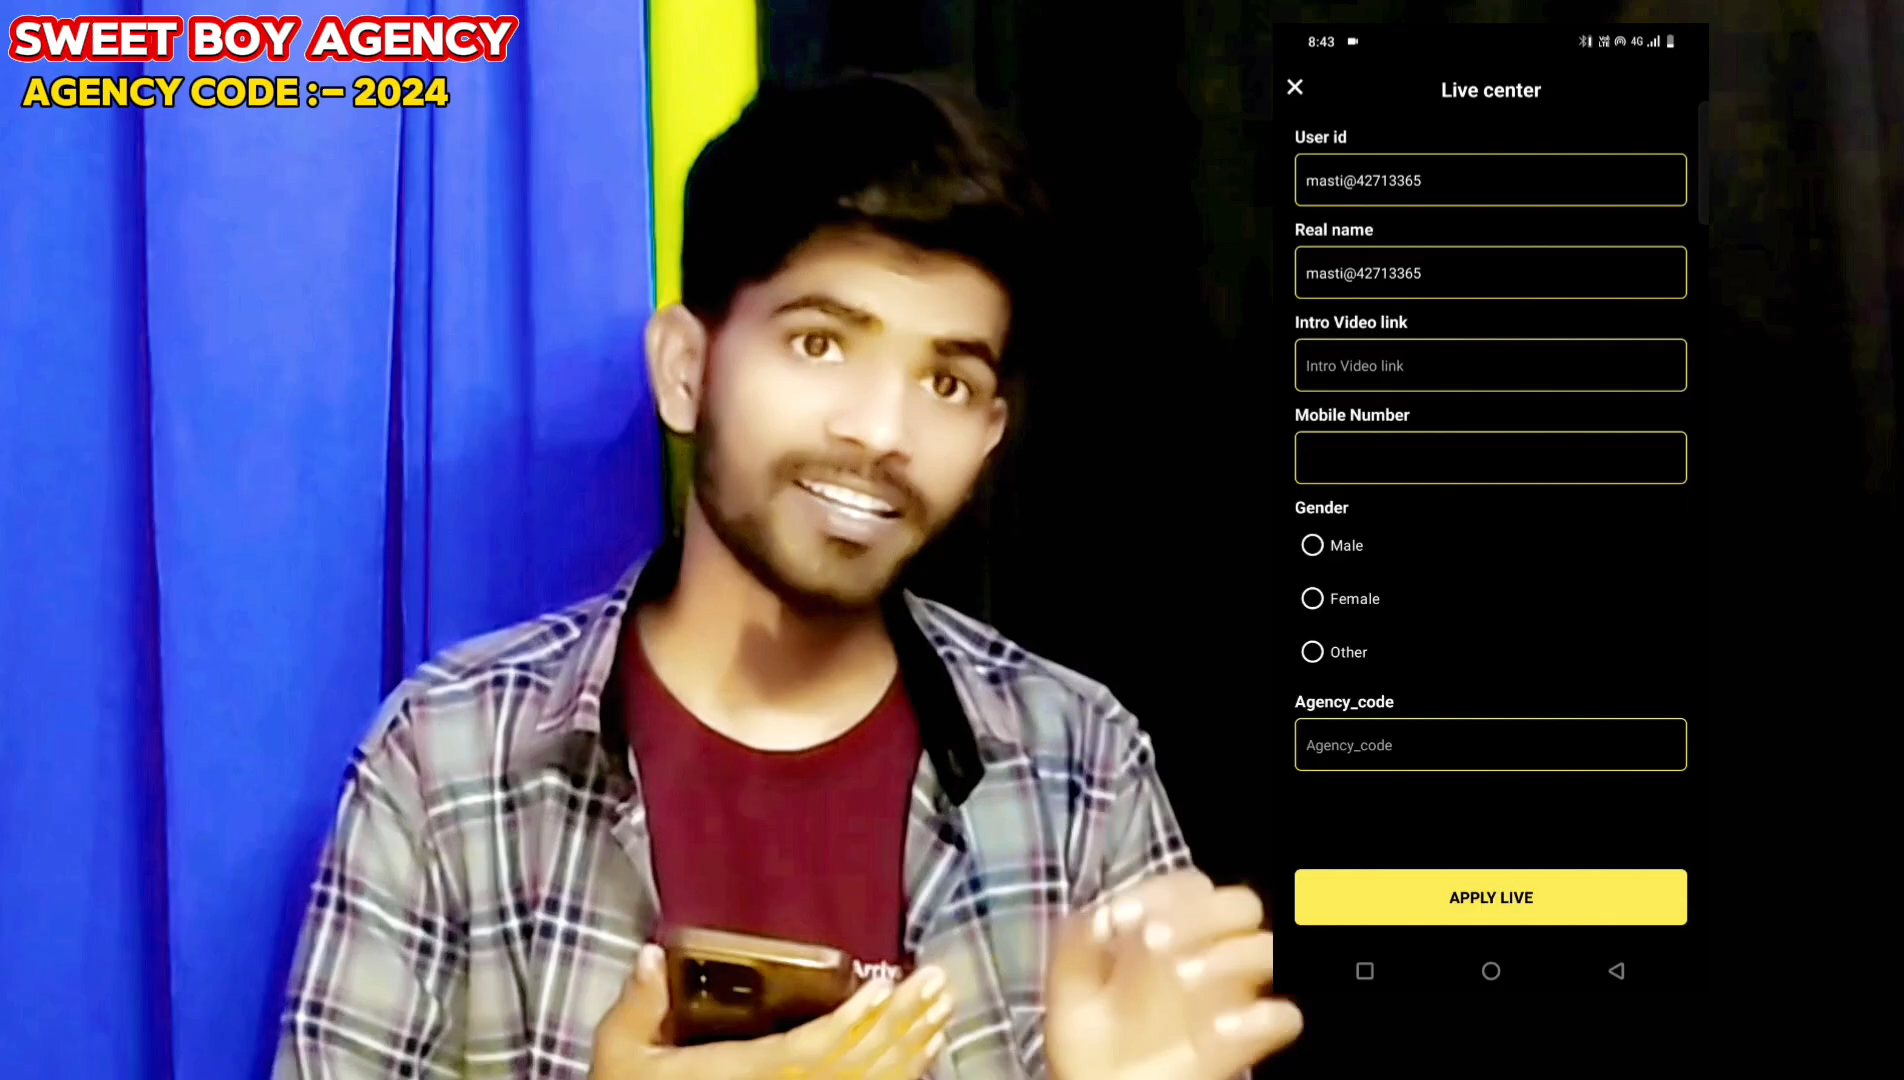 SWEET BOY AGENCY
AGENCY CODE :- 2024
8:43
4G
Live center
User id
masti@42713365
Real name
masti@42713365
Intro Video link
Intro Video link
Mobile Number
Gender
Male
Female
Other
Agency_code
Agency_code
APPLY LIVE